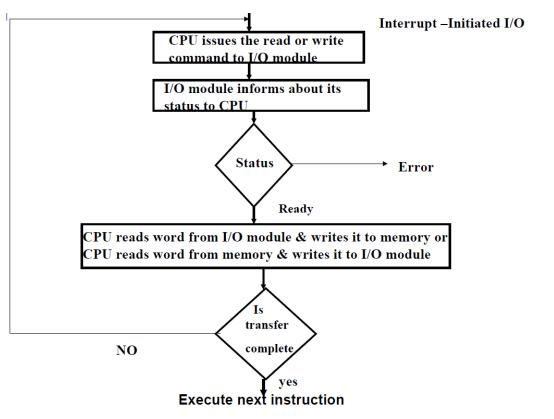 Interrupt –Initiated I/O
CPU issues the read or write
command to I/O module
I/O module informs about its
status to CPU
Status
Error
Ready
CPU reads word from I/O module & writes it to memory or
CPU reads word from memory & writes it to I/O module
Is
transfer
complete
NO
yes
Execute next instruction